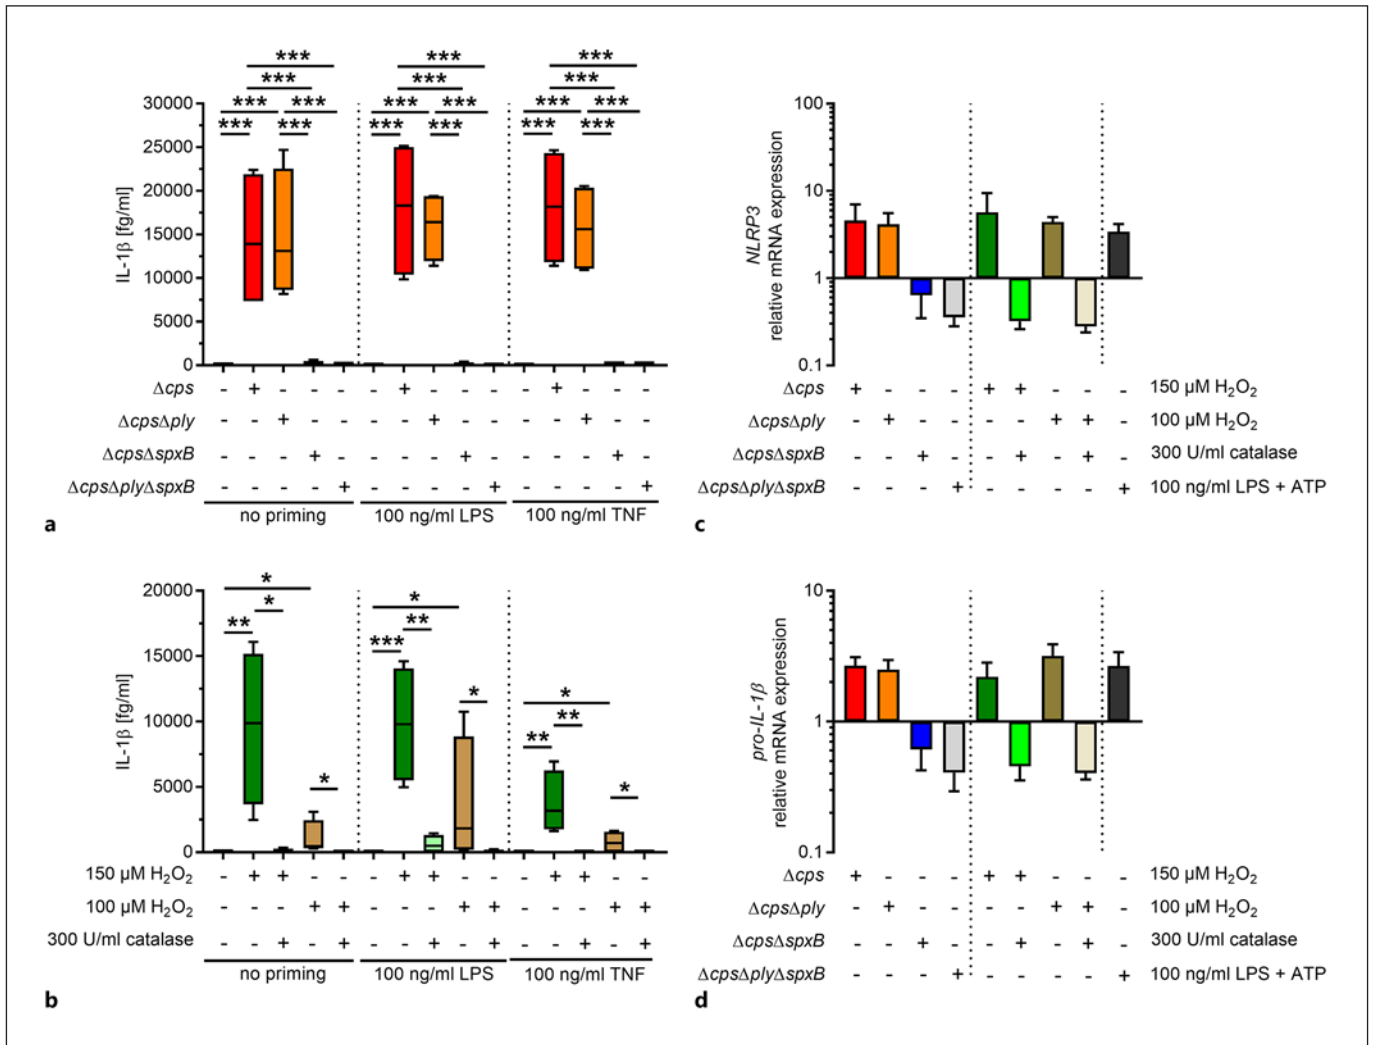 *** *** ***
*** *** ***
*** *** *** *** *** ***
*** *** *** *** *** ***
30000
25000
20000
15000
10000
5000
0
IL-1β [fg/ml]
Δcps - + - - - - + - - - - + - - -
ΔcpsΔply - - + - - - - + - - - - + - -
ΔcpsΔspxB - - - + - - - - + - - - - + -
ΔcpsΔplyΔspxB - - - - + - - - - + - - - - +
no priming 100 ng/ml LPS 100 ng/ml TNF
a
100
10
1
0.1
NLRP3
relative mRNA expression
+ - - - + + - - - 150 µM H₂O₂
- + - - - - + + - 100 µM H₂O₂
- - + - - + - + - 300 U/ml catalase
- - - + - - - - + 100 ng/ml LPS + ATP
c
* * *
* ** **
** *** **
* * *
20000
15000
10000
5000
0
IL-1β [fg/ml]
150 µM H₂O₂ - + + - - - + + - - - + + - -
100 µM H₂O₂ - - - + + - - - + + - - - + +
300 U/ml catalase - - + - + - - + - + - - + - +
no priming 100 ng/ml LPS 100 ng/ml TNF
b
10
1
0.1
pro-IL-1β
relative mRNA expression
Δcps + - - - + + - - - 150 µM H₂O₂
ΔcpsΔply - + - - - - + + - 100 µM H₂O₂
ΔcpsΔspxB - - + - - + - + - 300 U/ml catalase
ΔcpsΔplyΔspxB - - - + - - - - + 100 ng/ml LPS + ATP
d